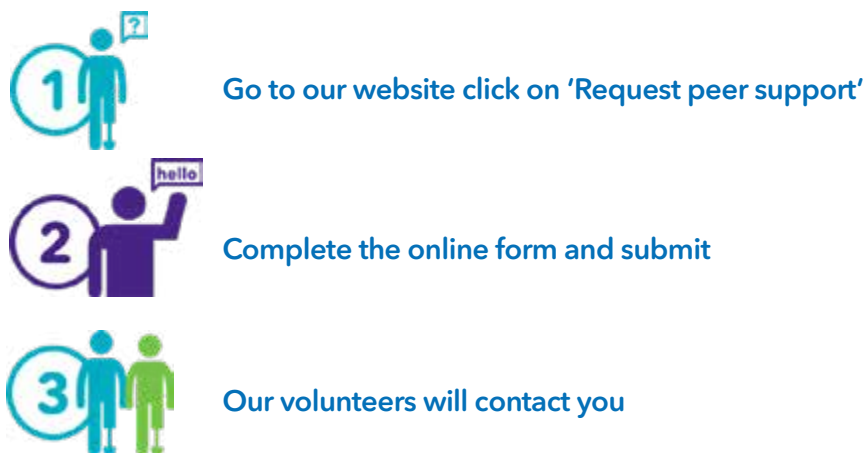 ?
1
Go to our website click on ‘Request peer support’
hello
2
Complete the online form and submit
3
Our volunteers will contact you